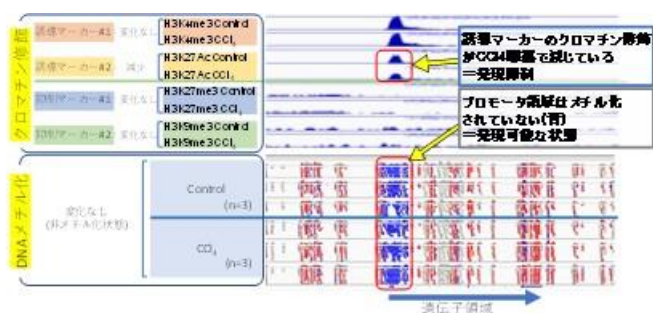 クロマチン修飾
誘導マーカー#1 変化なし
H3K4me3 Control
H3K4me3 CCl₄
誘導マーカー#2 減少
H3K27Ac Control
H3K27Ac CCl₄
抑制マーカー#1 変化なし
H3K27me3 Control
H3K27me3 CCl₄
抑制マーカー#2 変化なし
H3K9me3 Control
H3K9me3 CCl₄
誘導マーカーのクロマチン修飾
がCCl4曝露で減じている
=発現抑制
プロモータ領域はメチル化
されていない(青)
=発現可能な状態
DNAメチル化
変化なし
(非メチル化状態)
Control
(n=3)
CCl₄
(n=3)
遺伝子領域